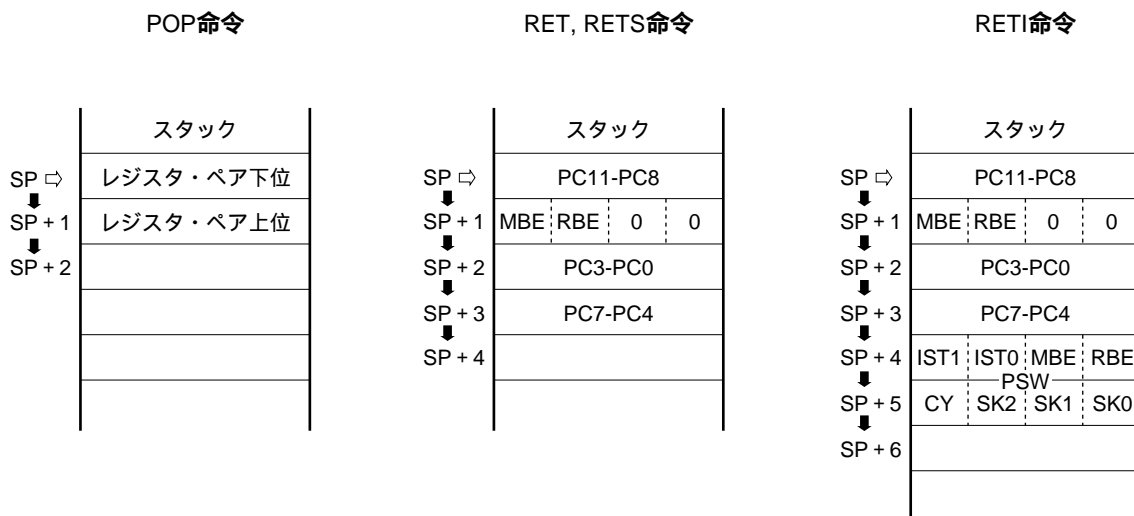 POP命令
スタック
SP ⇨ レジスタ・ペア下位
SP + 1 レジスタ・ペア上位
SP + 2
RET, RETS命令
スタック
SP ⇨ PC11-PC8
SP + 1 MBE RBE 0 0
SP + 2 PC3-PC0
SP + 3 PC7-PC4
SP + 4
RETI命令
スタック
SP ⇨ PC11-PC8
SP + 1 MBE RBE 0 0
SP + 2 PC3-PC0
SP + 3 PC7-PC4
SP + 4 IST1 IST0 MBE RBE
PSW
SP + 5 CY SK2 SK1 SK0
SP + 6